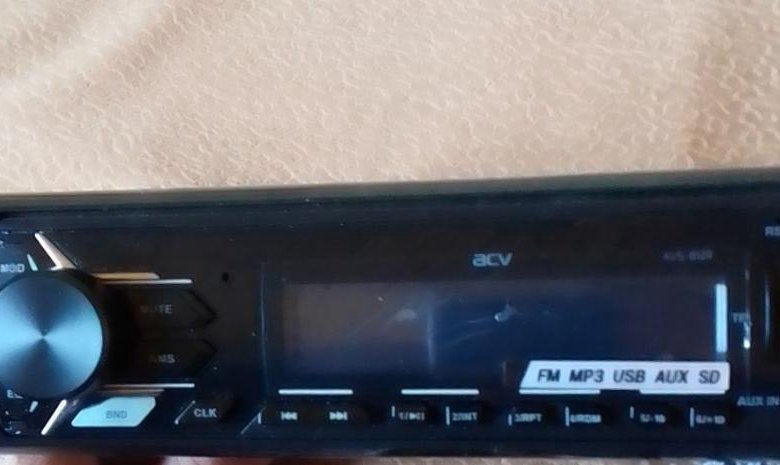 acv
MOD
MUTE
AMS
FM MP3 USB AUX SD
BND
CLK
1/▶||
2/INT
3/RPT
4/RDM
5/-10
6/+10
AUX IN